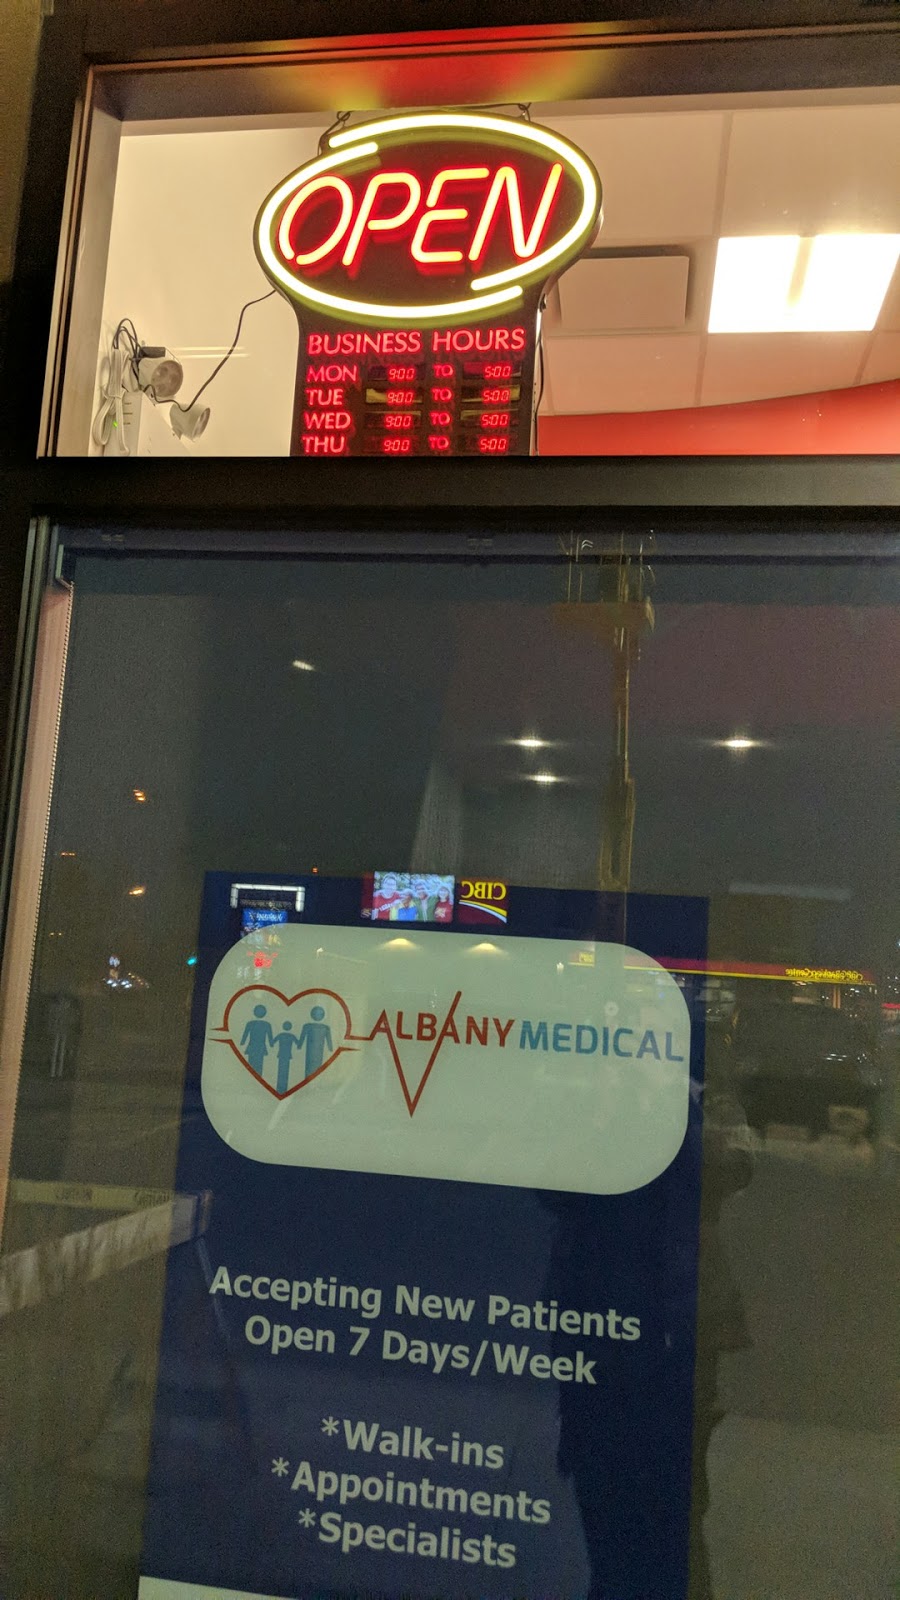 OPEN
BUSINESS HOURS
MON 9:00 TO 5:00
TUE 9:00 TO 5:00
WED 9:00 TO 5:00
THU 9:00 TO 5:00
CIBC
ALBANY MEDICAL
Accepting New Patients
Open 7 Days/Week
*Walk-ins
*Appointments
*Specialists